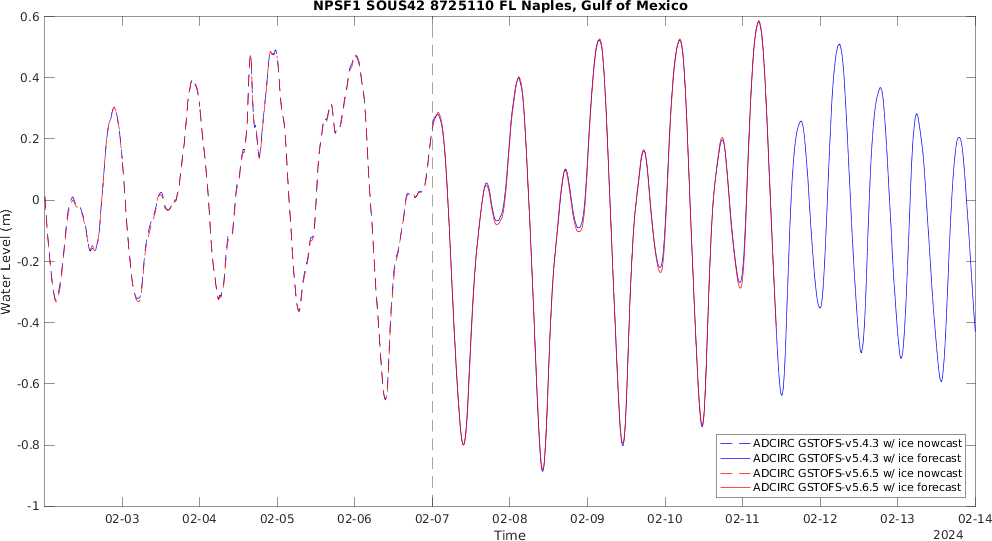 NPSF1 SOUS42 8725110 FL Naples, Gulf of Mexico
0.6
0.4
0.2
0
-0.2
-0.4
-0.6
-0.8
-1
Water Level (m)
ADCIRC GSTOFS-v5.4.3 w/ ice nowcast
ADCIRC GSTOFS-v5.4.3 w/ ice forecast
ADCIRC GSTOFS-v5.6.5 w/ ice nowcast
ADCIRC GSTOFS-v5.6.5 w/ ice forecast
02-03 02-04 02-05 02-06 02-07 02-08 02-09 02-10 02-11 02-12 02-13 02-14
Time
2024